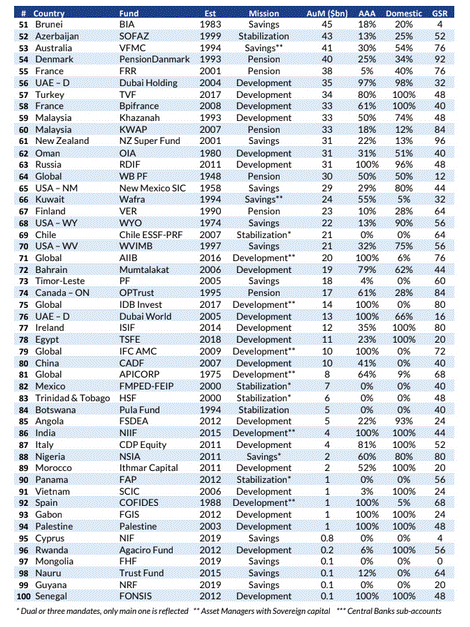 # Country Fund Est Mission AuM ($bn) AAA Domestic GSR
51 Brunei BIA 1983 Savings 45 18% 20% 4
52 Azerbaijan SOFAZ 1999 Stabilization 43 13% 25% 52
53 Australia VFMC 1994 Savings** 41 30% 54% 76
54 Denmark PensionDanmark 1993 Pension 40 25% 34% 92
55 France FRR 2001 Pension 38 5% 40% 76
56 UAE – D Dubai Holding 2004 Development 35 97% 98% 32
57 Turkey TVF 2017 Development 34 80% 100% 48
58 France Bpifrance 2008 Development 33 61% 100% 40
59 Malaysia Khazanah 1993 Development 33 50% 74% 48
60 Malaysia KWAP 2007 Pension 33 18% 12% 84
61 New Zealand NZ Super Fund 2001 Savings 31 22% 13% 96
62 Oman OIA 1980 Development 31 31% 51% 40
63 Russia RDIF 2011 Development 31 100% 96% 48
64 Global WB PF 1948 Pension 30 50% 50% 12
65 USA – NM New Mexico SIC 1958 Savings 29 29% 80% 44
66 Kuwait Wafra 1994 Savings** 24 55% 5% 32
67 Finland VER 1990 Pension 23 10% 28% 64
68 USA – WY WYO 1974 Savings 22 13% 90% 56
69 Chile Chile ESSF-PRF 2007 Stabilization* 21 0% 0% 64
70 USA – WV WVIMB 1997 Savings 21 32% 75% 56
71 Global AIIB 2016 Development** 20 100% 6% 76
72 Bahrain Mumtalakat 2006 Development 19 79% 62% 44
73 Timor-Leste PF 2005 Savings 18 4% 0% 60
74 Canada – ON OPTrust 1995 Pension 17 61% 28% 84
75 Global IDB Invest 2017 Development** 14 100% 0% 80
76 UAE – D Dubai World 2005 Development 13 100% 66% 16
77 Ireland ISIF 2014 Development 12 35% 100% 80
78 Egypt TSFE 2018 Development 11 23% 100% 20
79 Global IFC AMC 2009 Development** 10 100% 0% 72
80 China CADF 2007 Development 10 41% 0% 40
81 Global APICORP 1975 Development** 8 64% 9% 68
82 Mexico FMPED-FEIP 2000 Stabilization* 7 0% 0% 40
83 Trinidad & Tobago HSF 2000 Stabilization* 6 0% 0% 48
84 Botswana Pula Fund 1994 Stabilization 5 0% 0% 40
85 Angola FSDEA 2012 Development 5 22% 93% 24
86 India NIIF 2015 Development** 4 100% 100% 44
87 Italy CDP Equity 2011 Development 4 81% 100% 52
88 Nigeria NSIA 2011 Savings* 2 60% 80% 80
89 Morocco Ithmar Capital 2011 Development 2 52% 100% 20
90 Panama FAP 2012 Stabilization* 1 0% 0% 56
91 Vietnam SCIC 2006 Development 1 3% 100% 24
92 Spain COFIDES 1988 Development** 1 100% 5% 68
93 Gabon FGIS 2012 Development 1 100% 100% 24
94 Palestine Palestine 2003 Development 1 100% 100% 48
95 Cyprus NIF 2019 Savings 0.8 0% 0% 4
96 Rwanda Agaciro Fund 2012 Development 0.2 6% 100% 56
97 Mongolia FHF 2019 Savings 0.1 0% 0% 0
98 Nauru Trust Fund 2015 Savings 0.1 12% 0% 64
99 Guyana NRF 2019 Savings 0.1 0% 0% 20
100 Senegal FONSIS 2012 Development 0.1 100% 100% 48
* Dual or three mandates, only main one is reflected ** Asset Managers with Sovereign capital *** Central Banks sub-accounts